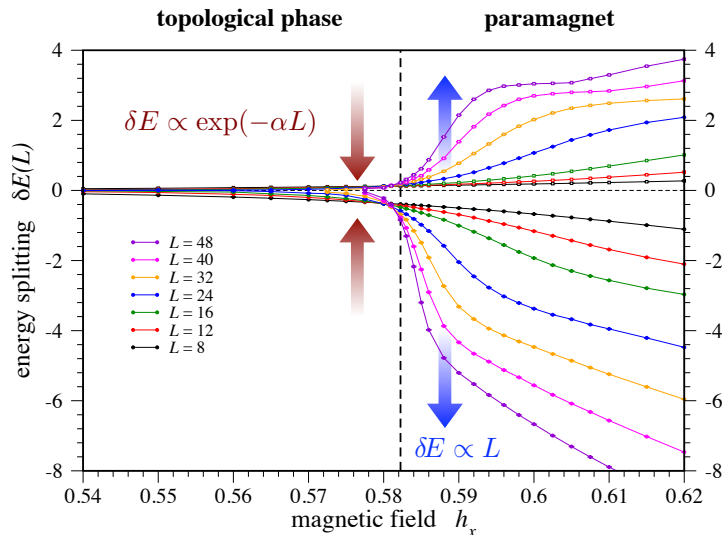 topological phase
paramagnet
4
2
0
-2
-4
-6
-8
4
2
0
-2
-4
-6
-8
energy splitting δE(L)
δE ∝ exp(−αL)
L = 48
L = 40
L = 32
L = 24
L = 16
L = 12
L = 8
δE ∝ L
0.54 0.55 0.56 0.57 0.58 0.59 0.6 0.61 0.62
magnetic field hₓ